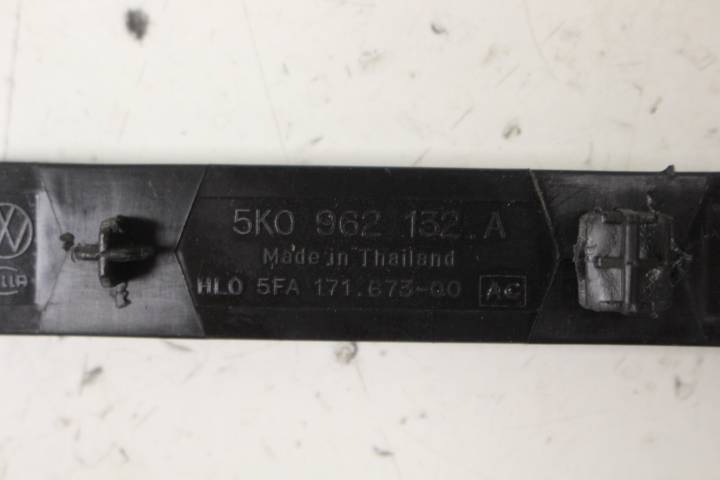 5K0 962 132 A
Made in Thailand
HLO 5FA 171.673-00 AC